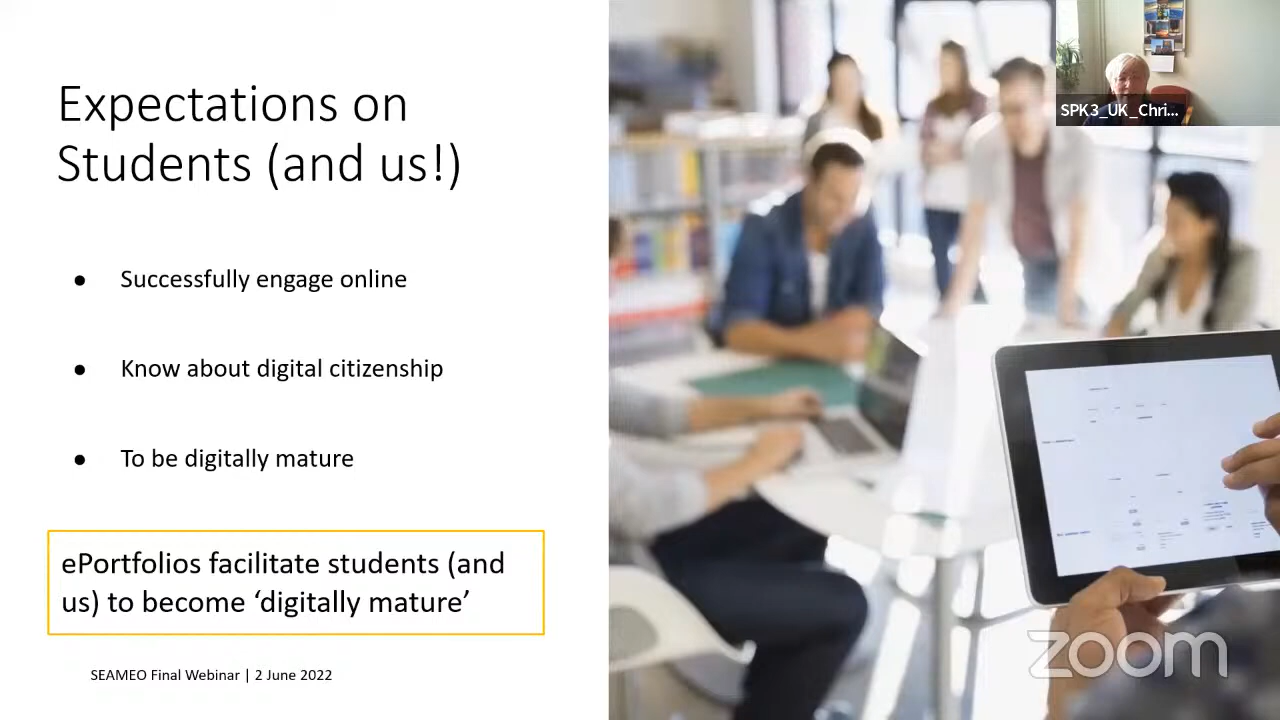 Expectations on
Students (and us!)
● Successfully engage online
● Know about digital citizenship
● To be digitally mature
ePortfolios facilitate students (and
us) to become ‘digitally mature’
SEAMEO Final Webinar | 2 June 2022
SPK3_UK_Chri...
zoom